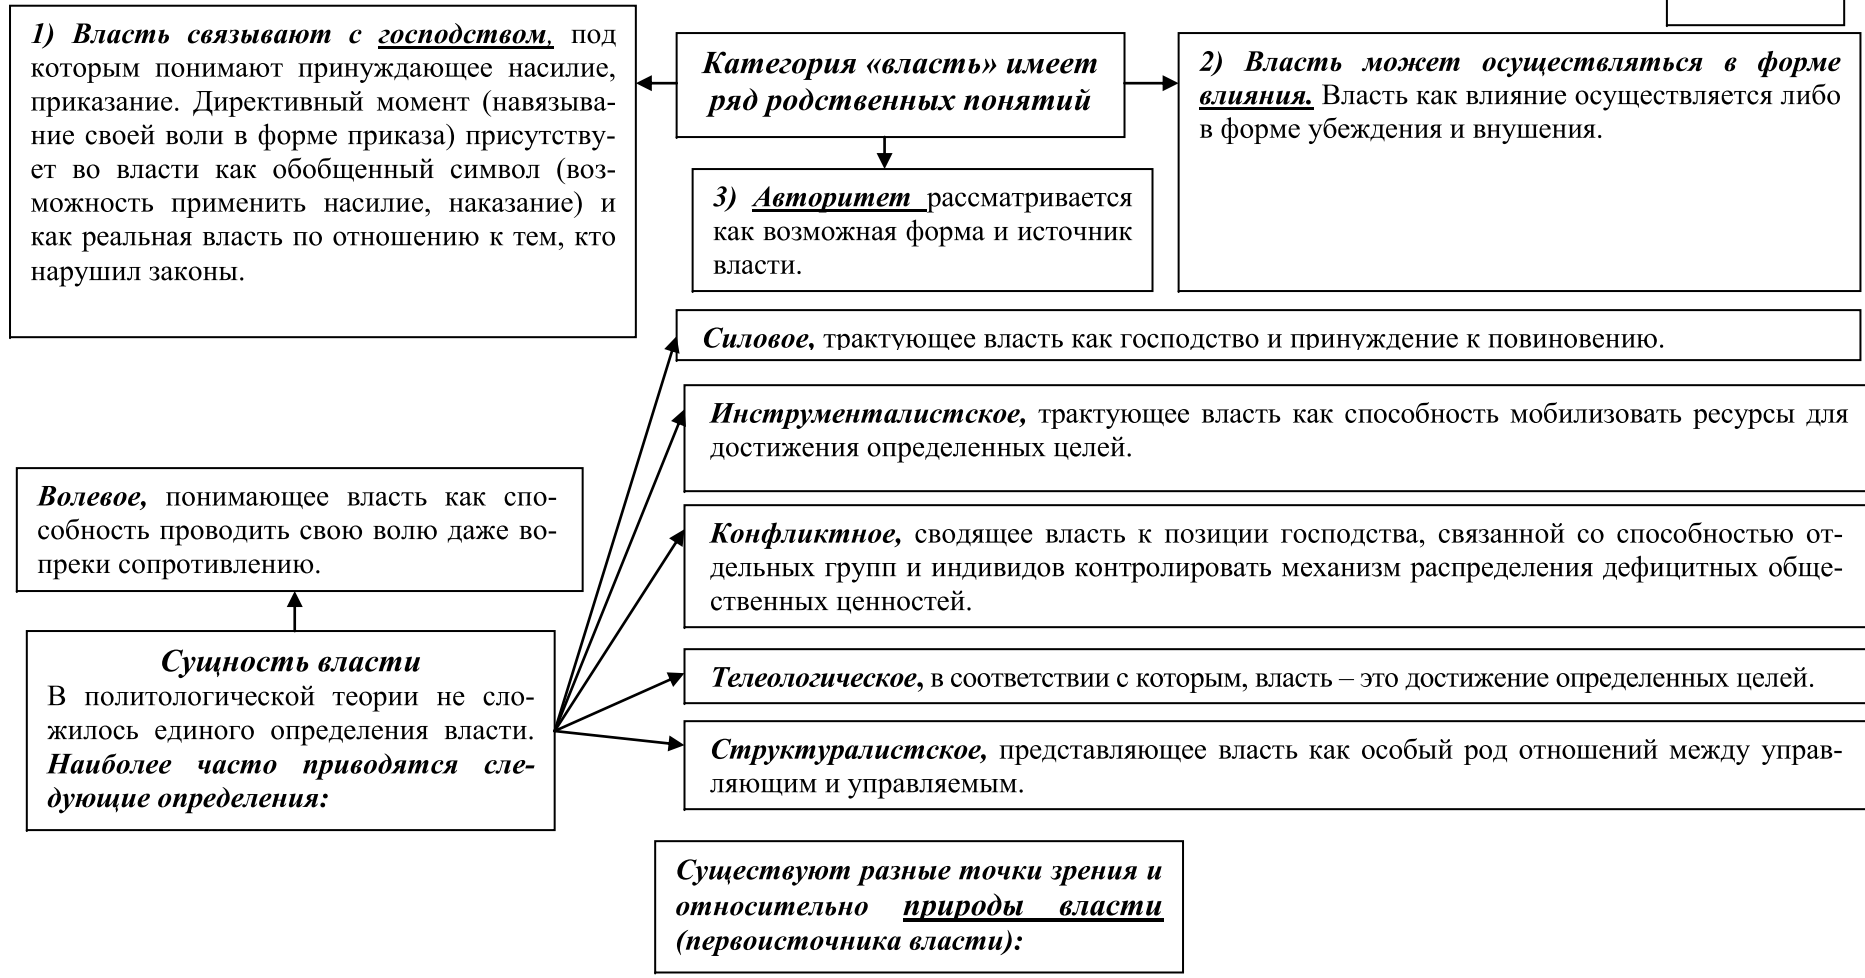 1) Власть связывают с господством, под
которым понимают принуждающее насилие,
приказание. Директивный момент (навязыва-
ние своей воли в форме приказа) присутству-
ет во власти как обобщенный символ (воз-
можность применить насилие, наказание) и
как реальная власть по отношению к тем, кто
нарушил законы.
Категория «власть» имеет
ряд родственных понятий
2) Власть может осуществляться в форме
влияния. Власть как влияние осуществляется либо
в форме убеждения и внушения.
3) Авторитет рассматривается
как возможная форма и источник
власти.
Силовое, трактующее власть как господство и принуждение к повиновению.
Инструменталистское, трактующее власть как способность мобилизовать ресурсы для
достижения определенных целей.
Волевое, понимающее власть как спо-
собность проводить свою волю даже во-
преки сопротивлению.
Конфликтное, сводящее власть к позиции господства, связанной со способностью от-
дельных групп и индивидов контролировать механизм распределения дефицитных обще-
ственных ценностей.
Сущность власти
В политологической теории не сло-
жилось единого определения власти.
Наиболее часто приводятся сле-
дующие определения:
Телеологическое, в соответствии с которым, власть – это достижение определенных целей.
Структуралистское, представляющее власть как особый род отношений между управ-
ляющим и управляемым.
Существуют разные точки зрения и
относительно природы власти
(первоисточника власти):